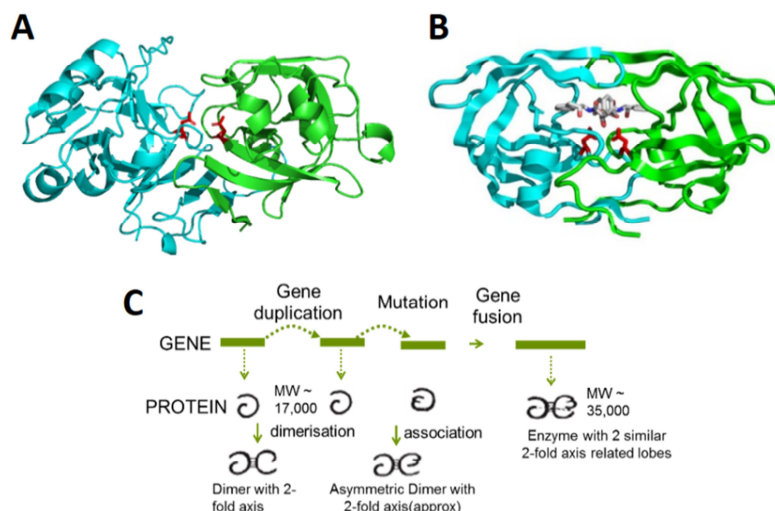 A
B
C
Gene
duplication
Mutation
Gene
fusion
GENE
PROTEIN
MW ~
17,000
MW ~
35,000
dimerisation
association
Enzyme with 2 similar
2-fold axis related lobes
Dimer with 2-
fold axis
Asymmetric Dimer with
2-fold axis(approx)